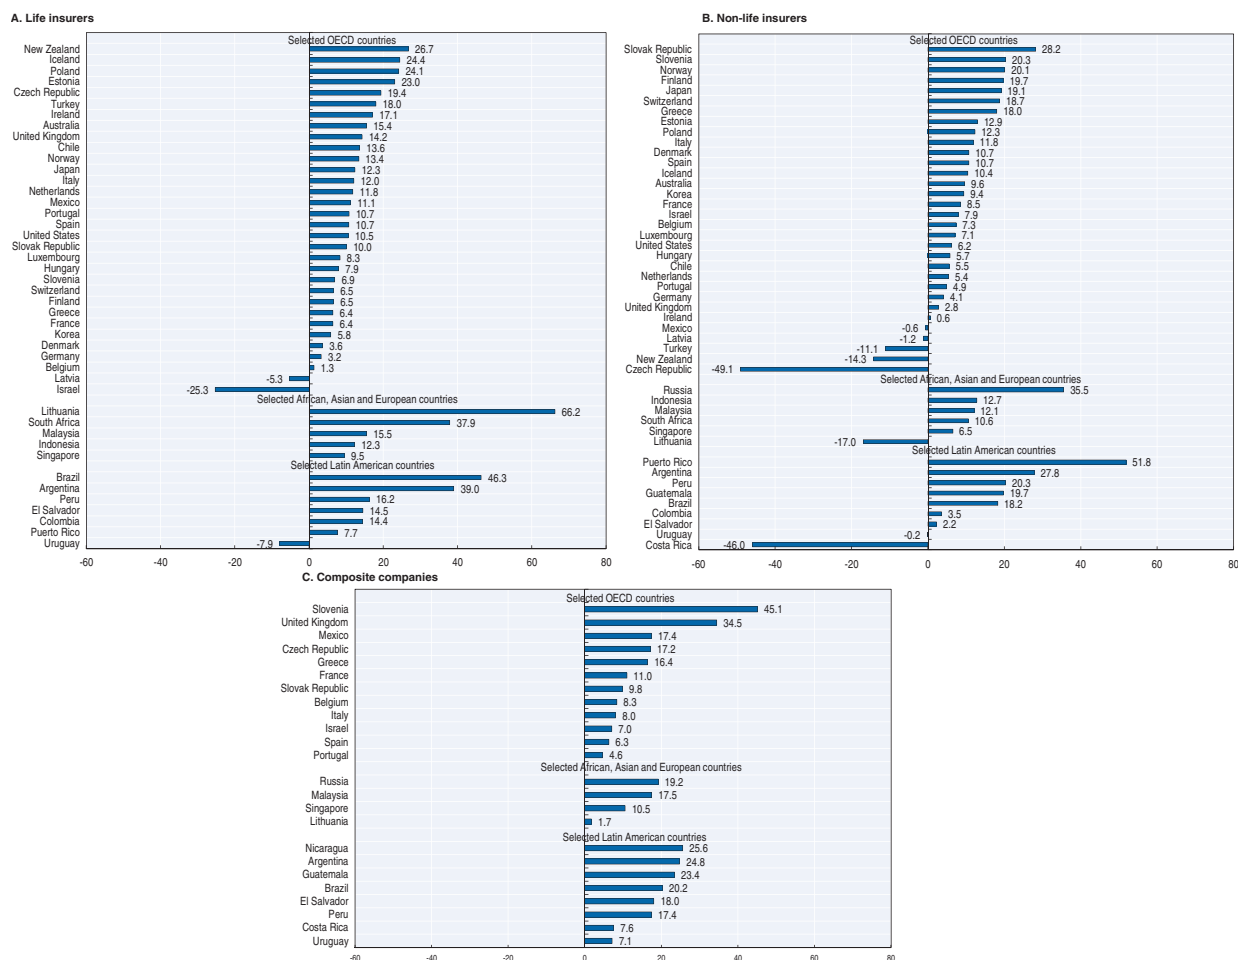 A. Life insurers
Selected OECD countries
New Zealand 26.7
Iceland 24.4
Poland 24.1
Estonia 23.0
Czech Republic 19.4
Turkey 18.0
Ireland 17.1
Australia 15.4
United Kingdom 14.2
Chile 13.6
Norway 13.4
Japan 12.3
Italy 12.0
Netherlands 11.8
Mexico 11.1
Portugal 10.7
Spain 10.7
United States 10.5
Slovak Republic 10.0
Luxembourg 8.3
Hungary 7.9
Slovenia 6.9
Switzerland 6.5
Finland 6.5
Greece 6.4
France 6.4
Korea 5.8
Denmark 3.6
Germany 3.2
Belgium 1.3
Latvia -5.3
Israel -25.3
Selected African, Asian and European countries
Lithuania 66.2
South Africa 37.9
Malaysia 15.5
Indonesia 12.3
Singapore 9.5
Selected Latin American countries
Brazil 46.3
Argentina 39.0
Peru 16.2
El Salvador 14.5
Colombia 14.4
Puerto Rico 7.7
Uruguay -7.9
-60 -40 -20 0 20 40 60 80
B. Non-life insurers
Selected OECD countries
Slovak Republic 28.2
Slovenia 20.3
Norway 20.1
Finland 19.7
Japan 19.1
Switzerland 18.7
Greece 18.0
Estonia 12.9
Poland 12.3
Italy 11.8
Denmark 10.7
Spain 10.7
Iceland 10.4
Australia 9.6
Korea 9.4
France 8.5
Israel 7.9
Belgium 7.3
Luxembourg 7.1
United States 6.2
Hungary 5.7
Chile 5.5
Netherlands 5.4
Portugal 4.9
Germany 4.1
United Kingdom 2.8
Ireland 0.6
Mexico -0.6
Latvia -1.2
Turkey -11.1
New Zealand -14.3
Czech Republic -49.1
Selected African, Asian and European countries
Russia 35.5
Indonesia 12.7
Malaysia 12.1
South Africa 10.6
Singapore 6.5
Lithuania -17.0
Selected Latin American countries
Puerto Rico 51.8
Argentina 27.8
Peru 20.3
Guatemala 19.7
Brazil 18.2
Colombia 3.5
El Salvador 2.2
Uruguay -0.2
Costa Rica -46.0
-60 -40 -20 0 20 40 60 80
C. Composite companies
Selected OECD countries
Slovenia 45.1
United Kingdom 34.5
Mexico 17.4
Czech Republic 17.2
Greece 16.4
France 11.0
Slovak Republic 9.8
Belgium 8.3
Italy 8.0
Israel 7.0
Spain 6.3
Portugal 4.6
Selected African, Asian and European countries
Russia 19.2
Malaysia 17.5
Singapore 10.5
Lithuania 1.7
Selected Latin American countries
Nicaragua 25.6
Argentina 24.8
Guatemala 23.4
Brazil 20.2
El Salvador 18.0
Peru 17.4
Costa Rica 7.6
Uruguay 7.1
-60 -40 -20 0 20 40 60 80